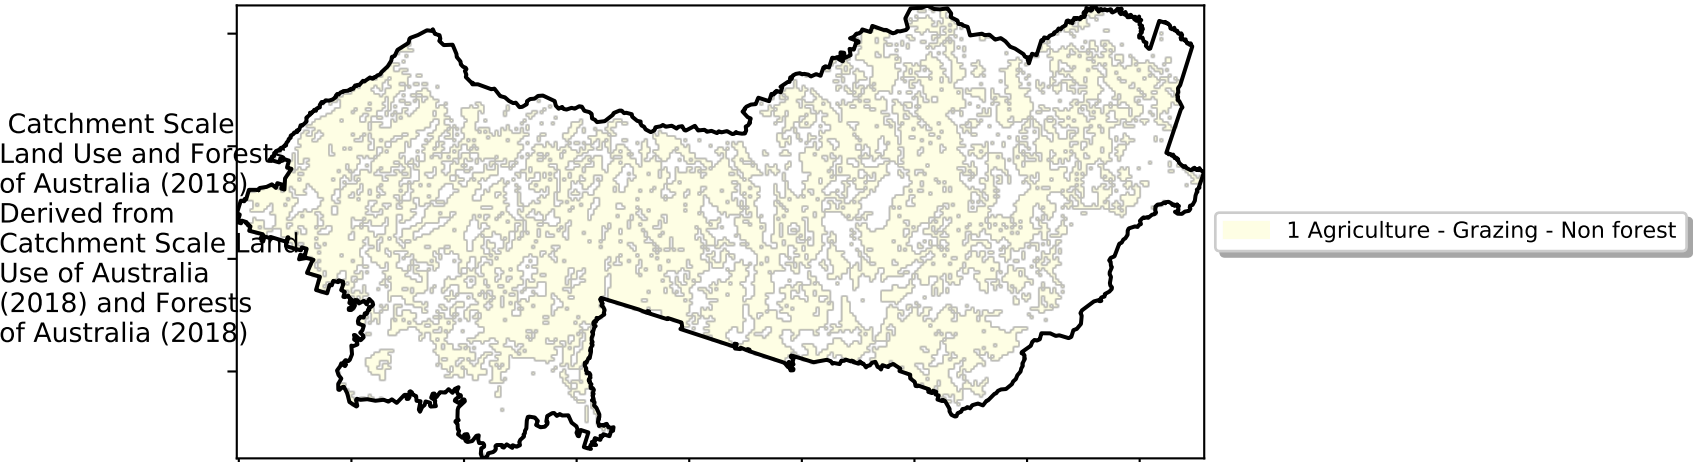 Catchment Scale
Land Use and Forests
of Australia (2018)
Derived from
Catchment Scale Land
Use of Australia
(2018) and Forests
of Australia (2018)
1 Agriculture - Grazing - Non forest